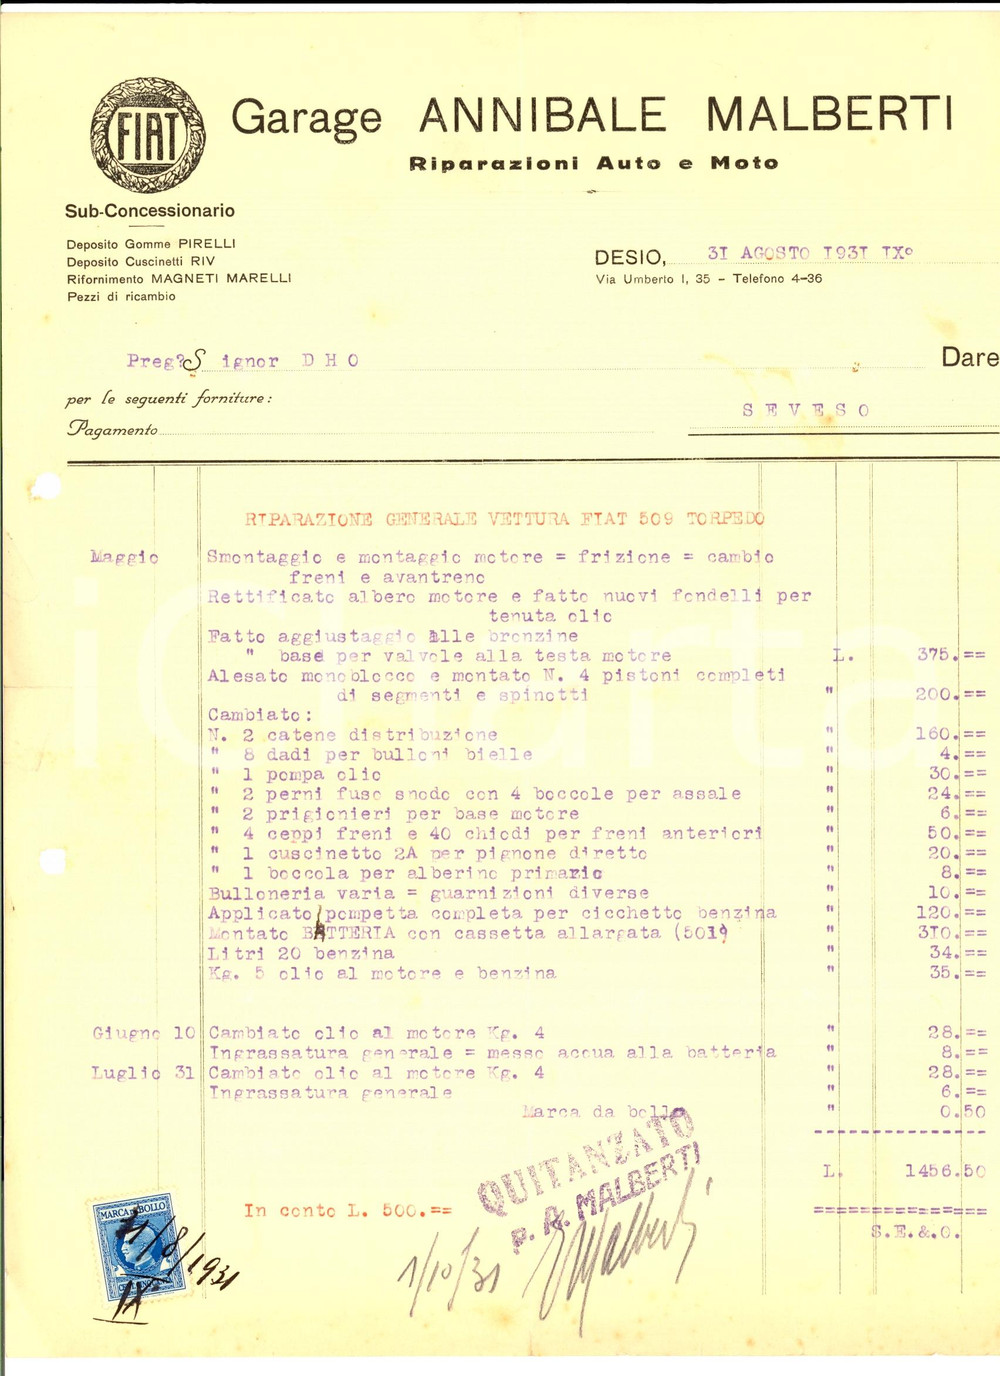 FIAT
Garage ANNIBALE MALBERTI
Riparazioni Auto e Moto
Sub-Concessionario
Deposito Gomme PIRELLI
Deposito Cuscinetti RIV
Rifornimento MAGNETI MARELLI
Pezzi di ricambio
DESIO, 3I AGOSTO I93I IX°
Via Umberto I, 35 - Telefono 4-36
Preg? S ignor D H O
Dare
per le seguenti forniture:
S E V E S O
Pagamento
RIPARAZIONE GENERALE VETTURA FIAT 509 TORPEDO
Maggio Smontaggio e montaggio motore = frizione = cambio
freni e avantreno
Rettificato albero motore e fatto nuovi fondelli per
tenuta olio
Fatto aggiustaggio alle bronzine
" base per valvole alla testa motore L. 375.==
Alesato monoblocco e montato N. 4 pistoni completi
di segmenti e spinotti " 200.==
Cambiato:
N. 2 catene distribuzione " 160.==
" 8 dadi per bulloni bielle " 4.==
" 1 pompa olio " 30.==
" 2 perni fuso snodo con 4 boccole per assale " 24.==
" 2 prigionieri per base motore " 6.==
" 4 ceppi freni e 40 chiodi per freni anteriori " 50.==
" 1 cuscinetto 2A per pignone diretto " 20.==
" 1 boccola per alberino primario " 8.==
Bulloneria varia = guarnizioni diverse " 10.==
Applicato pompetta completa per cicchetto benzina " 120.==
Montato BATTERIA con cassetta allargata (501) " 3I0.==
Litri 20 benzina " 34.==
Kg. 5 olio al motore e benzina " 35.==
Giugno 10 Cambiato olio al motore Kg. 4 " 28.==
Ingrassatura generale = messo acqua alla batteria " 8.==
Luglio 31 Cambiato olio al motore Kg. 4 " 28.==
Ingrassatura generale " 6.==
Marca da bollo " 0.50
QUITANZATO
P. A. MALBERTI
L. 1456.50
In conto L. 500.==
S.E.&.O.
MARCA DA BOLLO
31/8/1931
IX
1/10/31
Malberti